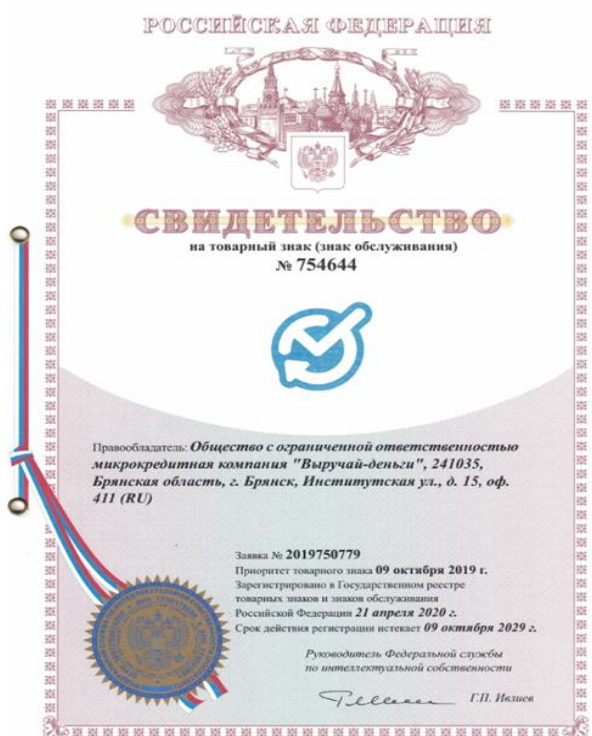 РОССИЙСКАЯ ФЕДЕРАЦИЯ
СВИДЕТЕЛЬСТВО
на товарный знак (знак обслуживания)
№ 754644
Правообладатель: Общество с ограниченной ответственностью
микрокредитная компания "Выручай-деньги", 241035,
Брянская область, г. Брянск, Институтская ул., д. 15, оф.
411 (RU)
Заявка № 2019750779
Приоритет товарного знака 09 октября 2019 г.
Зарегистрировано в Государственном реестре
товарных знаков и знаков обслуживания
Российской Федерации 21 апреля 2020 г.
Срок действия регистрации истекает 09 октября 2029 г.
Руководитель Федеральной службы
по интеллектуальной собственности
Г.П. Ивлиев